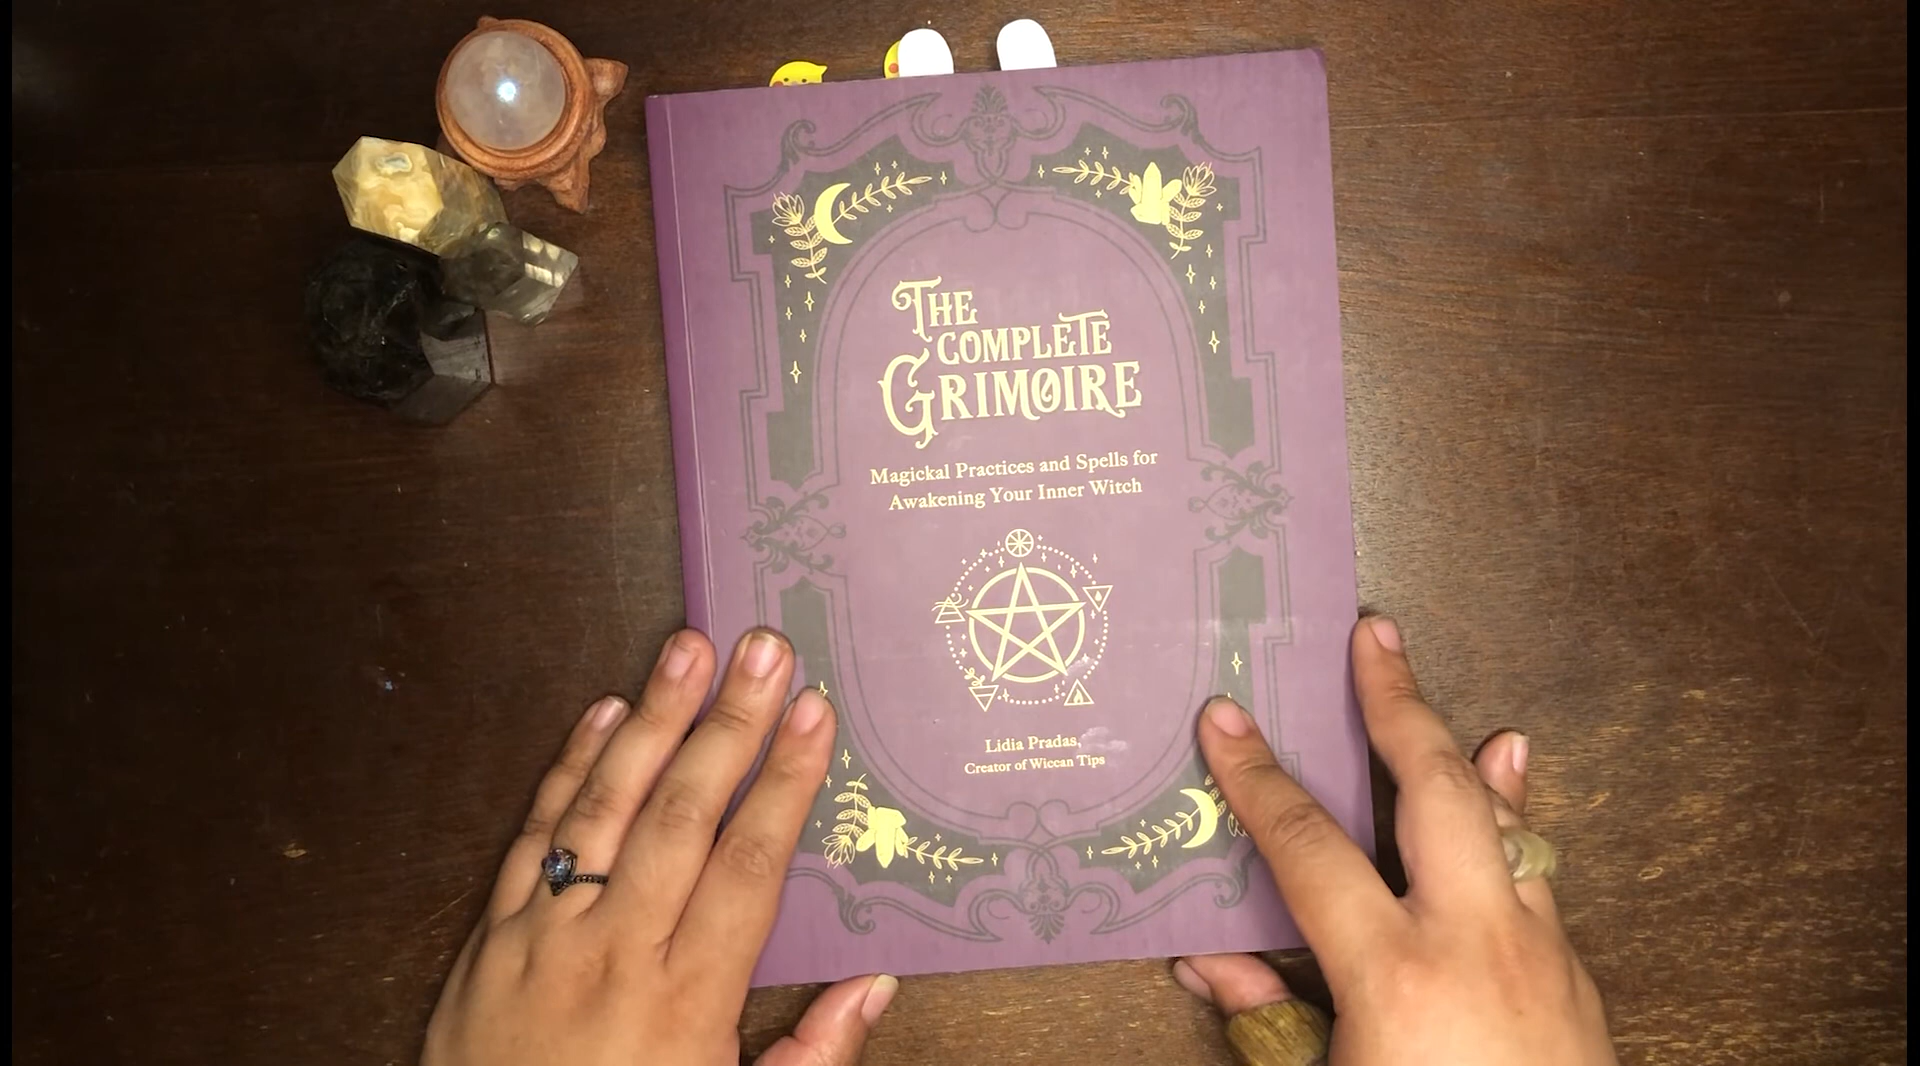 The
Complete
Grimoire
Magickal Practices and Spells for
Awakening Your Inner Witch
Lidia Pradas,
Creator of Wiccan Tips